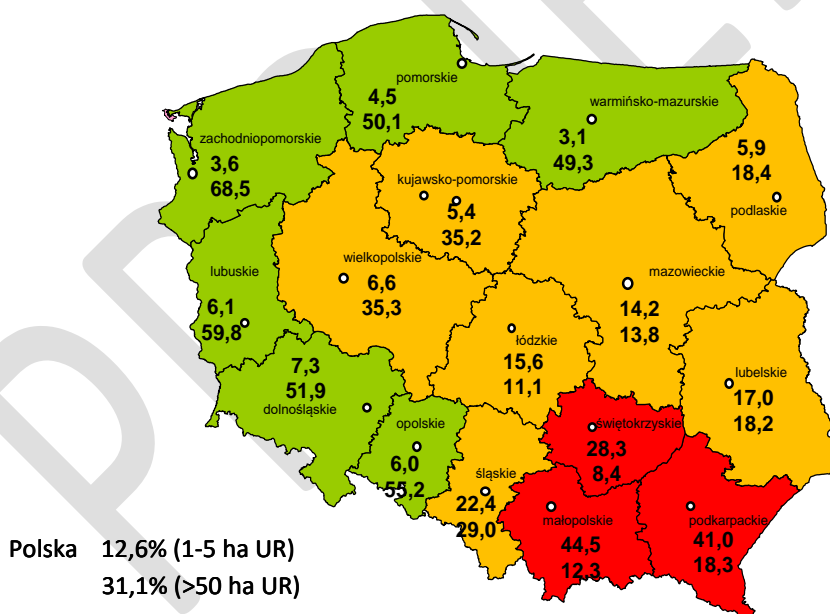 pomorskie
4,5
50,1
warmińsko-mazurskie
3,1
49,3
zachodniopomorskie
3,6
68,5
5,9
18,4
podlaskie
kujawsko-pomorskie
5,4
35,2
wielkopolskie
6,6
35,3
mazowieckie
14,2
13,8
lubuskie
6,1
59,8
łódzkie
15,6
11,1
7,3
51,9
dolnośląskie
lubelskie
17,0
18,2
opolskie
6,0
55,2
świętokrzyskie
28,3
8,4
śląskie
22,4
29,0
małopolskie
44,5
12,3
podkarpackie
41,0
18,3
Polska 12,6% (1-5 ha UR)
31,1% (>50 ha UR)